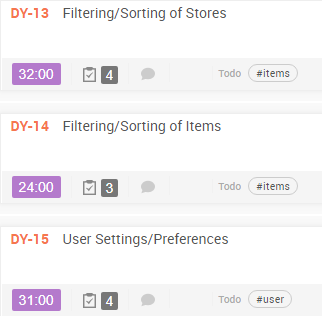 DY-13 Filtering/Sorting of Stores
32:00 4 Todo #items
DY-14 Filtering/Sorting of Items
24:00 3 Todo #items
DY-15 User Settings/Preferences
31:00 4 Todo #user